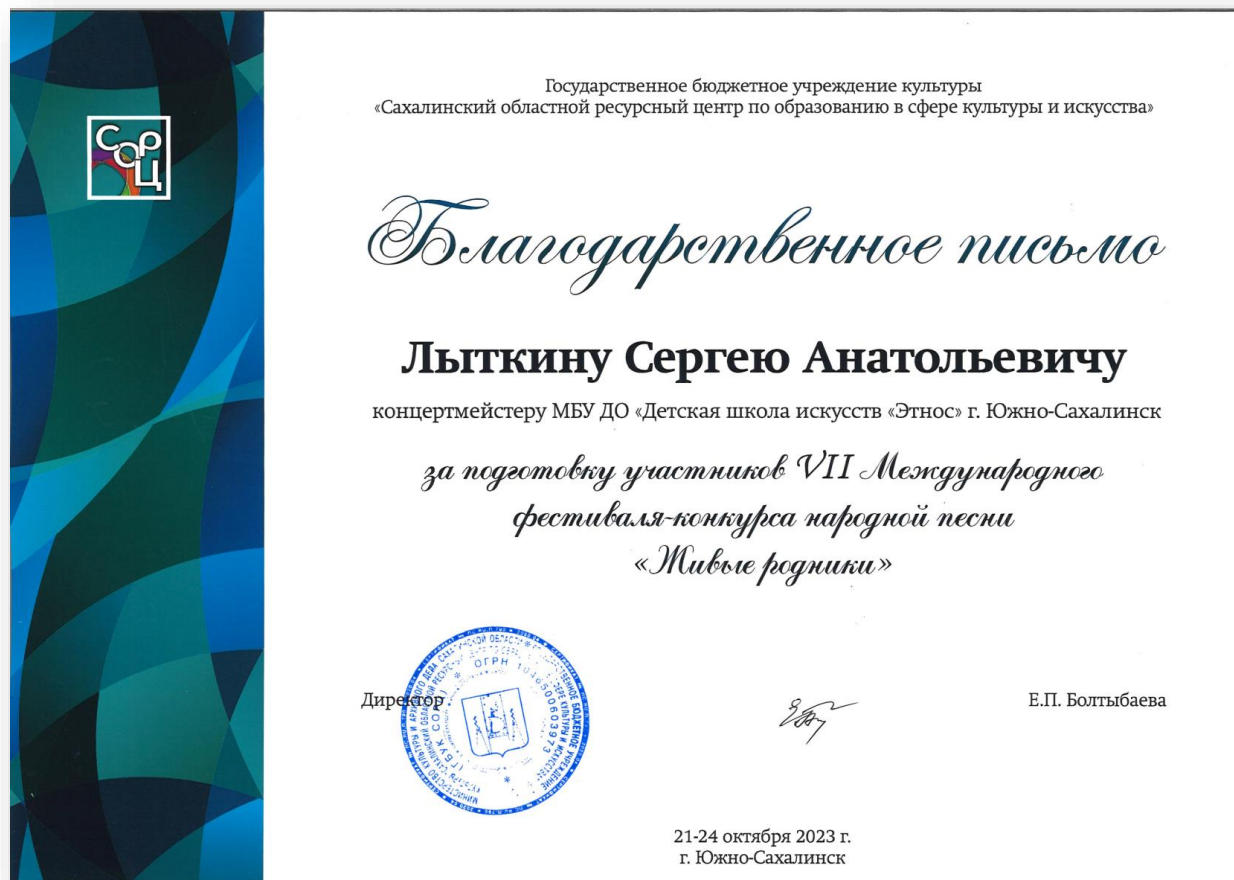 Государственное бюджетное учреждение культуры
«Сахалинский областной ресурсный центр по образованию в сфере культуры и искусства»
СОРЦ
Благодарственное письмо
Лыткину Сергею Анатольевичу
концертмейстеру МБУ ДО «Детская школа искусств «Этнос» г. Южно-Сахалинск
за подготовку участников VII Международного
фестиваля-конкурса народной песни
«Живые родники»
Директор
Е.П. Болтыбаева
ОГРН 1046500603973
21-24 октября 2023 г.
г. Южно-Сахалинск